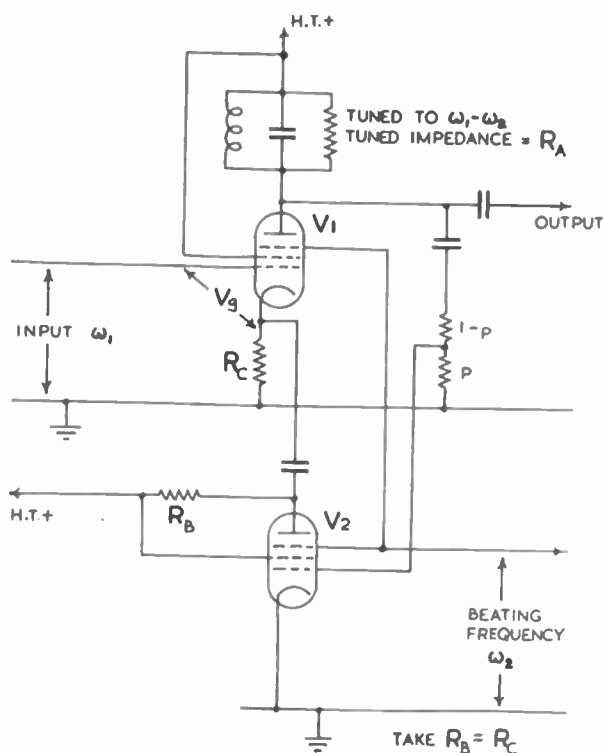 H.T.+
TUNED TO ω₁-ω₂
TUNED IMPEDANCE = R_A
V1
OUTPUT
Vg
INPUT ω₁
R_C
1-p
p
H.T.+
R_B
V2
BEATING
FREQUENCY
ω₂
TAKE R_B = R_C